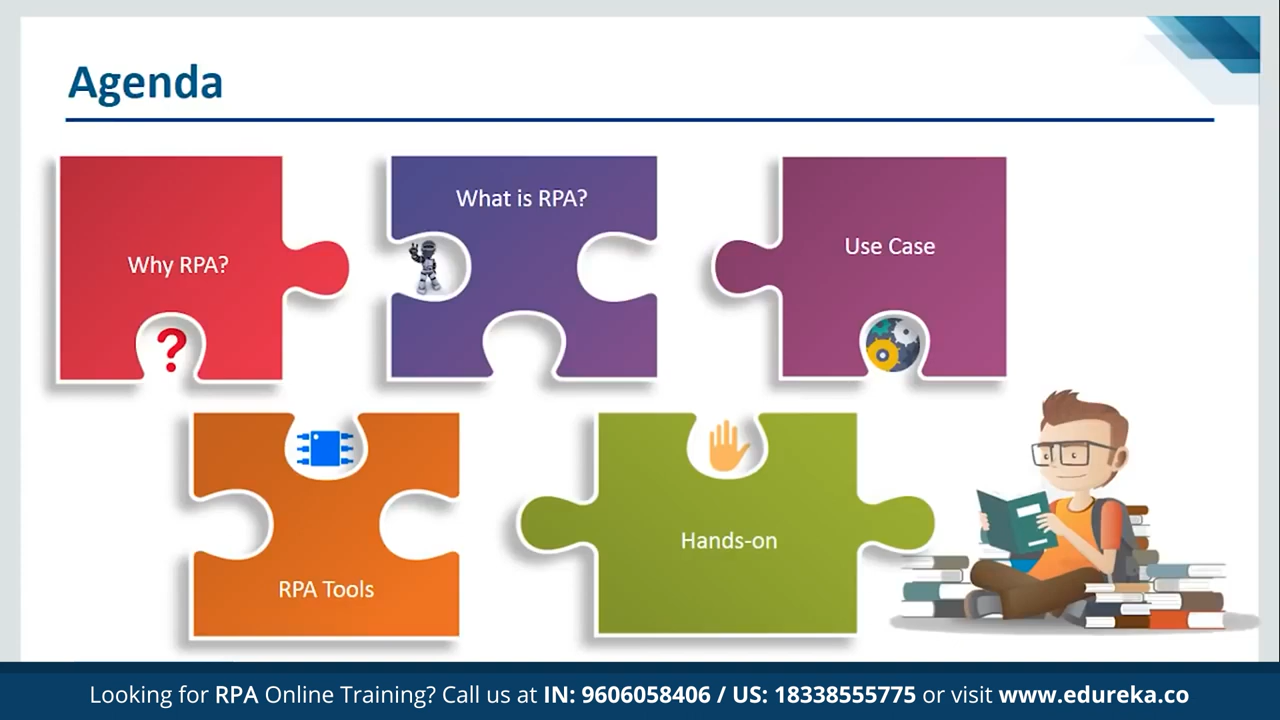 Agenda
Why RPA?
What is RPA?
Use Case
RPA Tools
Hands-on
Looking for RPA Online Training? Call us at IN: 9606058406 / US: 18338555775 or visit www.edureka.co